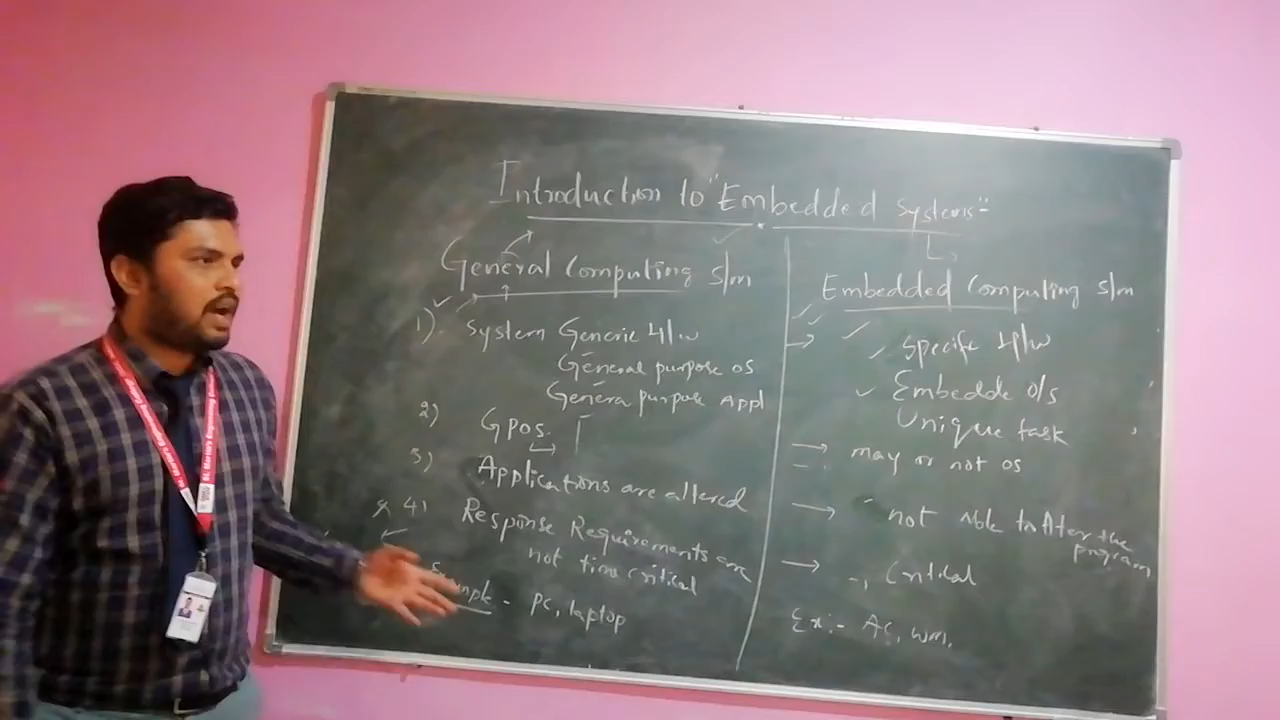 Introduction to "Embedded Systems"
General Computing S/m
1). System Generic H/w
General purpose os
Genera purpose Appl
2) GPOS.
3) Applications are altered
4) Response Requirements are
not time critical
Example - PC, laptop
Embedded Computing S/m
Specific H/w
Embedde o/s
Unique task
may or not os
not able to Alter the
program
Critical
Ex:- AC, WM,